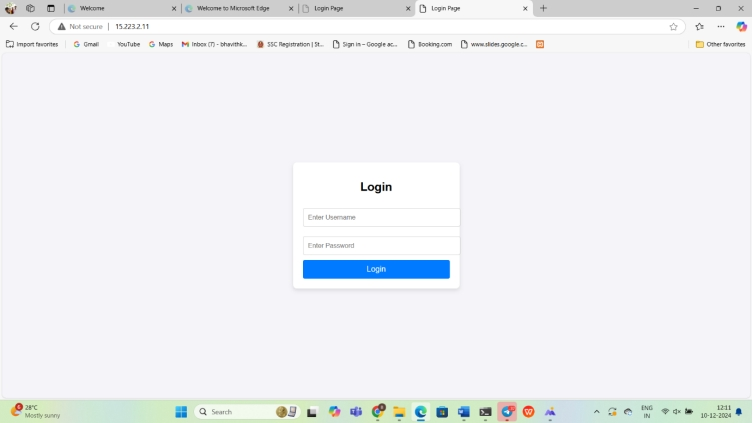 Welcome
Welcome to Microsoft Edge
Login Page
Login Page
Not secure
15.223.2.11
Import favorites
Gmail
YouTube
Maps
Inbox (7) - bhavithk...
SSC Registration | St...
Sign in – Google ac...
Booking.com
www.slides.google.c...
Other favorites
Login
Enter Username
Enter Password
Login
28°C
Mostly sunny
Search
ENG
IN
12:11
10-12-2024